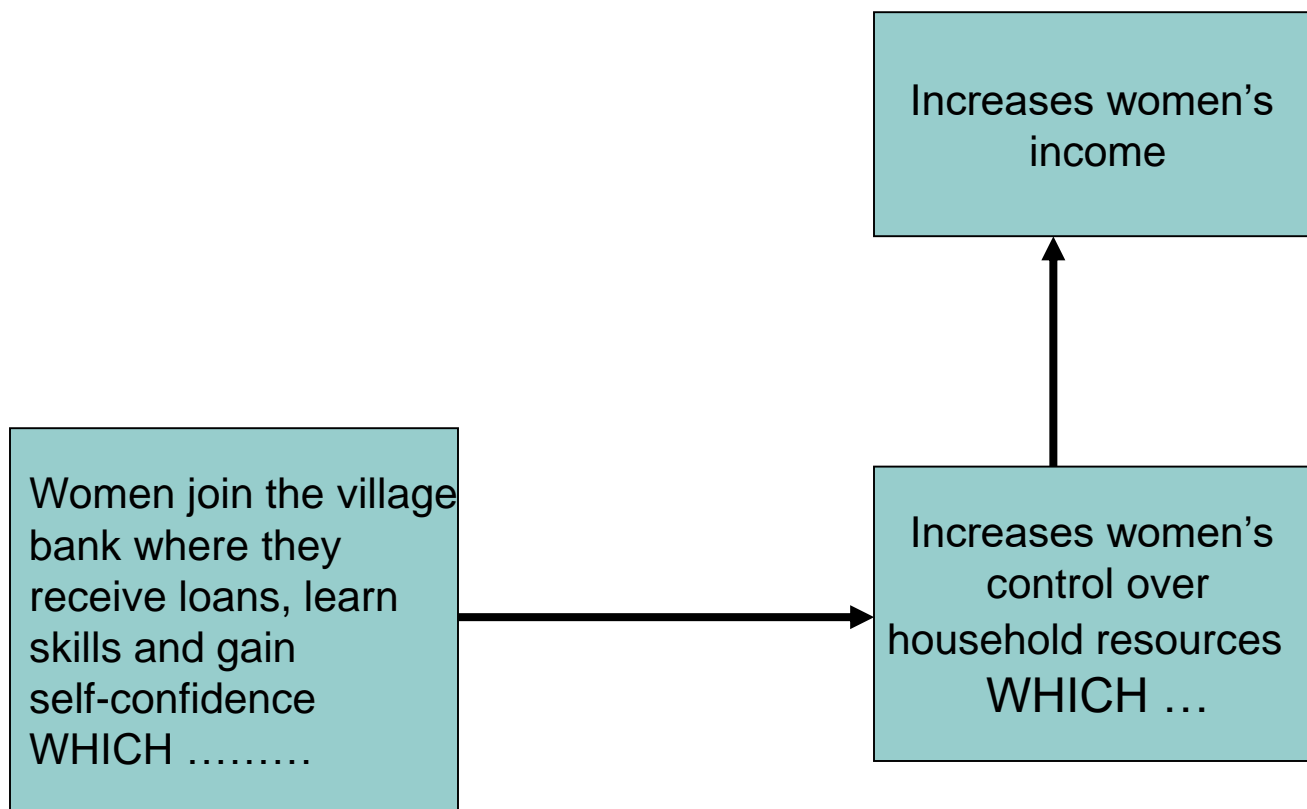 Increases women’s
income
Women join the village
bank where they
receive loans, learn
skills and gain
self-confidence
WHICH ………
Increases women’s
control over
household resources
WHICH …